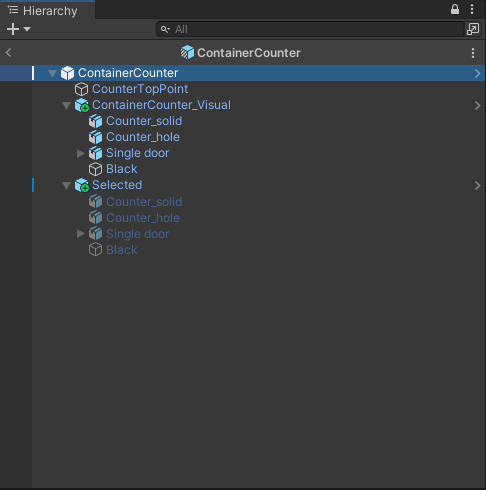 Hierarchy
All
ContainerCounter
ContainerCounter
CounterTopPoint
ContainerCounter_Visual
Counter_solid
Counter_hole
Single door
Black
Selected
Counter_solid
Counter_hole
Single door
Black